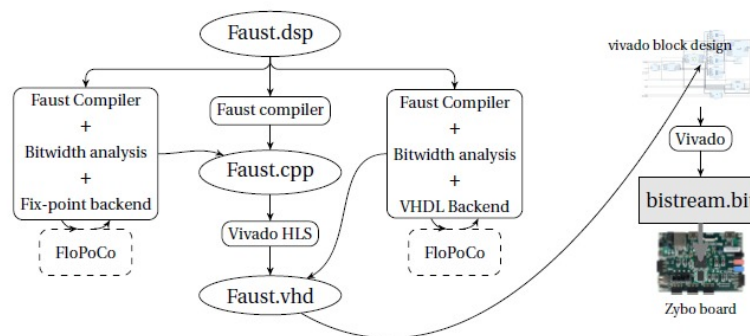 Faust.dsp
vivado block design
Faust Compiler
+
Bitwidth analysis
+
Fix-point backend
Faust compiler
Faust Compiler
+
Bitwidth analysis
+
VHDL Backend
Faust.cpp
Vivado
bistream.bit
Vivado HLS
FloPoCo
FloPoCo
Faust.vhd
Zybo board